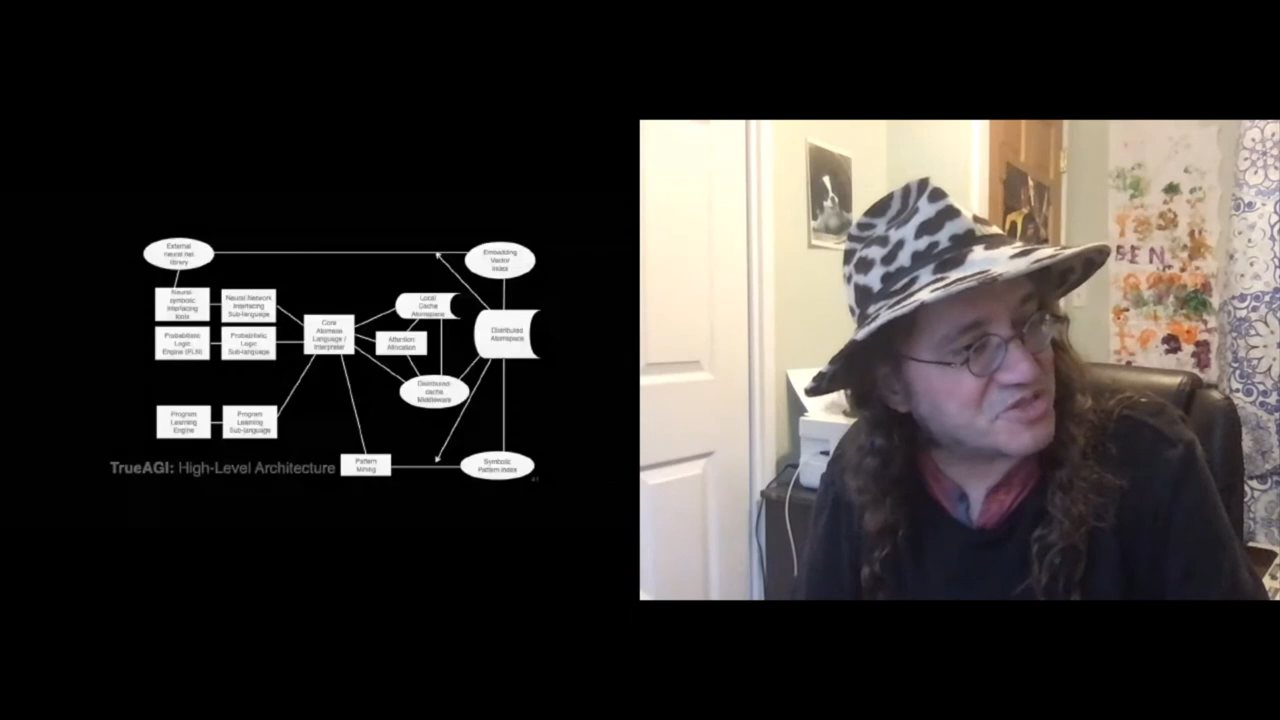 External
neural net
library
Embedding
Vector
Index
Neural
symbolic
interfacing
tools
Neural Network
Interfacing
Sub-language
Local
Cache
Atomspace
Core
Atomese
Language /
Interpreter
Distributed
Atomspace
Probabilistic
Logic
Engine (PLN)
Probabilistic
Logic
Sub-language
Attention
Allocation
Distributed
cache
Middleware
Program
Learning
Engine
Program
Learning
Sub-language
Pattern
Mining
Symbolic
Pattern Index
TrueAGI: High-Level Architecture
BEN